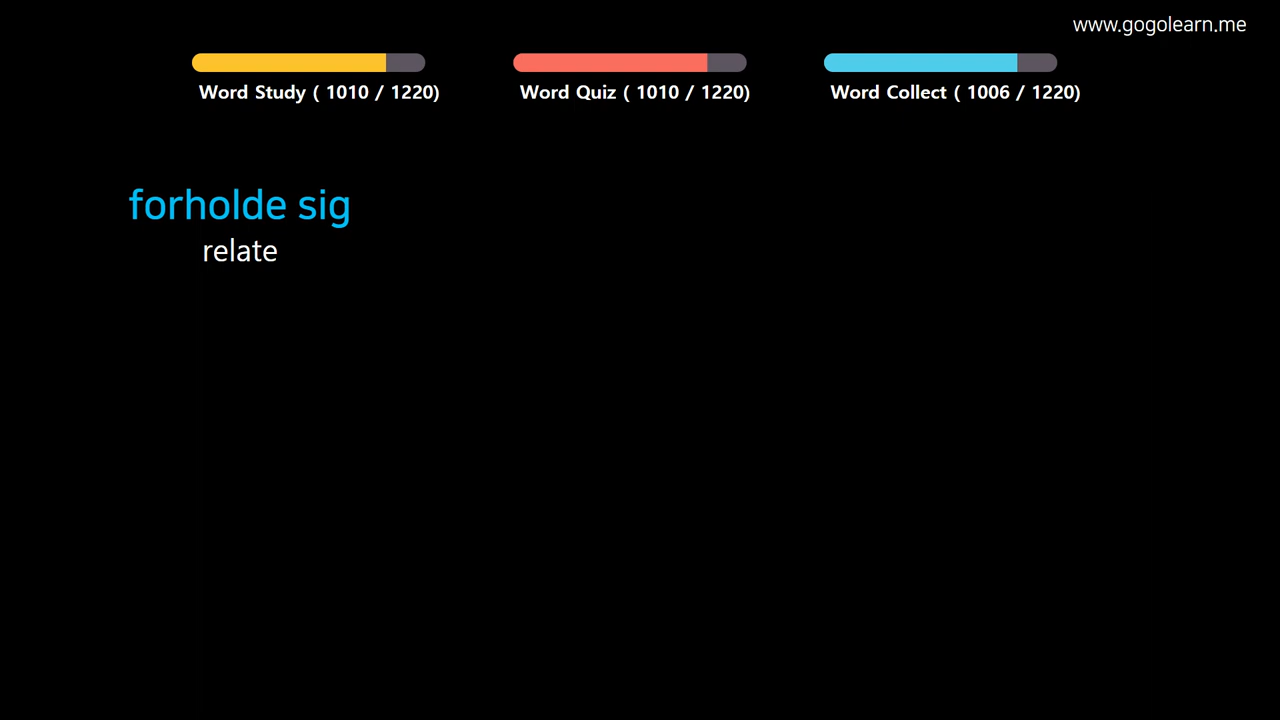 www.gogolearn.me
Word Study ( 1010 / 1220)
Word Quiz ( 1010 / 1220)
Word Collect ( 1006 / 1220)
forholde sig
relate